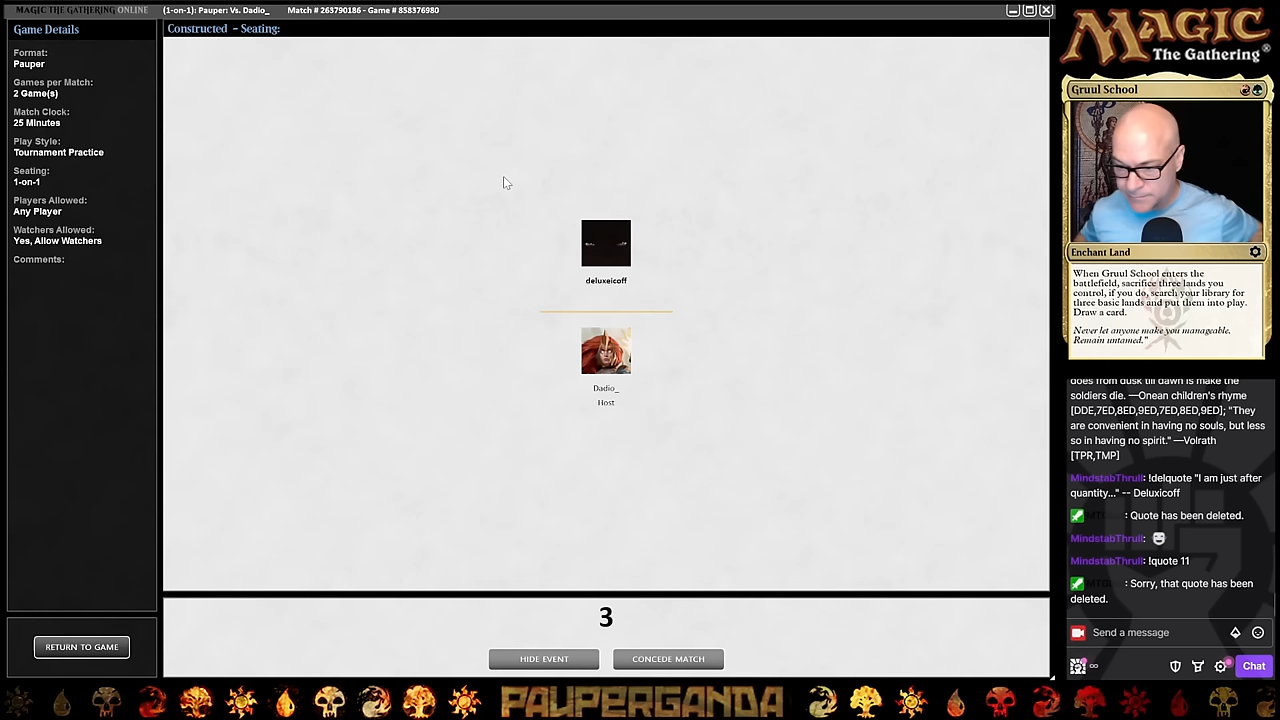 MAGIC THE GATHERING ONLINE
(1-on-1): Pauper: Vs. Dadio_ Match # 263790186 - Game # 858376980
Game Details
Format:
Pauper
Games per Match:
2 Game(s)
Match Clock:
25 Minutes
Play Style:
Tournament Practice
Seating:
1-on-1
Players Allowed:
Any Player
Watchers Allowed:
Yes, Allow Watchers
Comments:
RETURN TO GAME
Constructed - Seating:
deluxeicoff
Dadio_
Host
3
HIDE EVENT
CONCEDE MATCH
MAGIC
The Gathering®
Gruul School
Enchant Land
When Gruul School enters the
battlefield, sacrifice three lands you
control, if you do, search your library for
three basic lands and put them into play.
Draw a card.
Never let anyone make you manageable.
Remain untamed."
does from dusk till dawn is make the
soldiers die. —Onean children's rhyme
[DDE,7ED,8ED,9ED,7ED,8ED,9ED]; "They
are convenient in having no souls, but less
so in having no spirit." —Volrath
[TPR,TMP]
MindstabThrull: !delquote "I am just after
quantity..." -- Deluxicoff
: Quote has been deleted.
MindstabThrull:
MindstabThrull: !quote 11
: Sorry, that quote has been
deleted.
Send a message
Chat
PAUPERGANDA